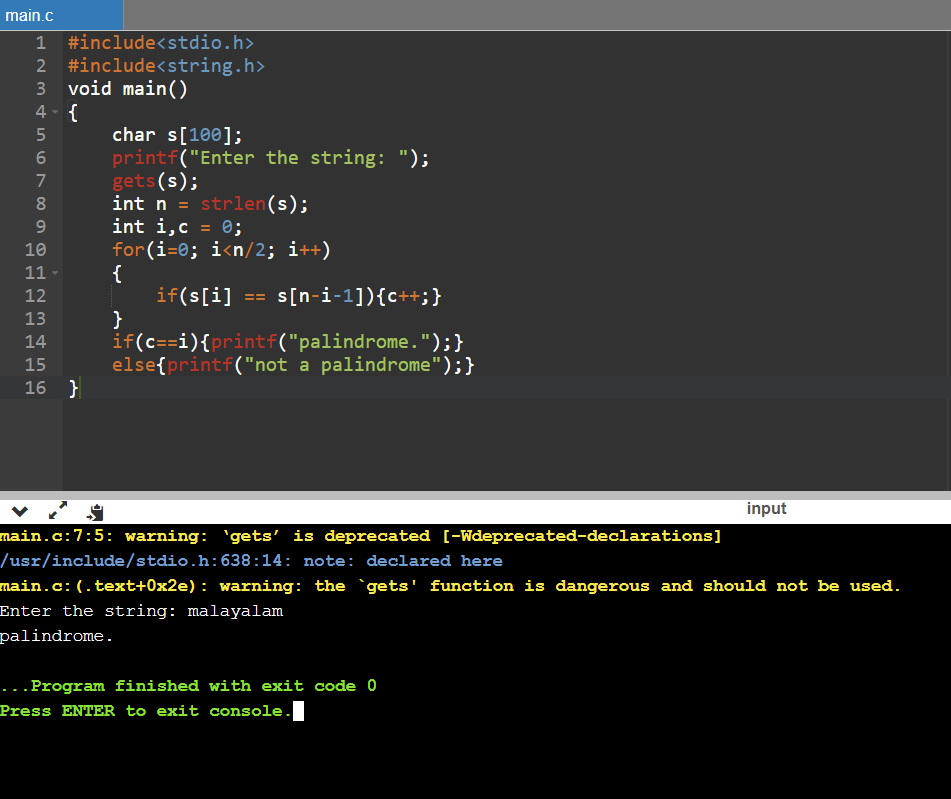 main.c
1 #include<stdio.h>
2 #include<string.h>
3 void main()
4 {
5     char s[100];
6     printf("Enter the string: ");
7     gets(s);
8     int n = strlen(s);
9     int i,c = 0;
10     for(i=0; i<n/2; i++)
11     {
12         if(s[i] == s[n-i-1]){c++;}
13     }
14     if(c==i){printf("palindrome.");}
15     else{printf("not a palindrome");}
16 }
input
main.c:7:5: warning: ‘gets’ is deprecated [-Wdeprecated-declarations]
/usr/include/stdio.h:638:14: note: declared here
main.c:(.text+0x2e): warning: the `gets' function is dangerous and should not be used.
Enter the string: malayalam
palindrome.
...Program finished with exit code 0
Press ENTER to exit console.